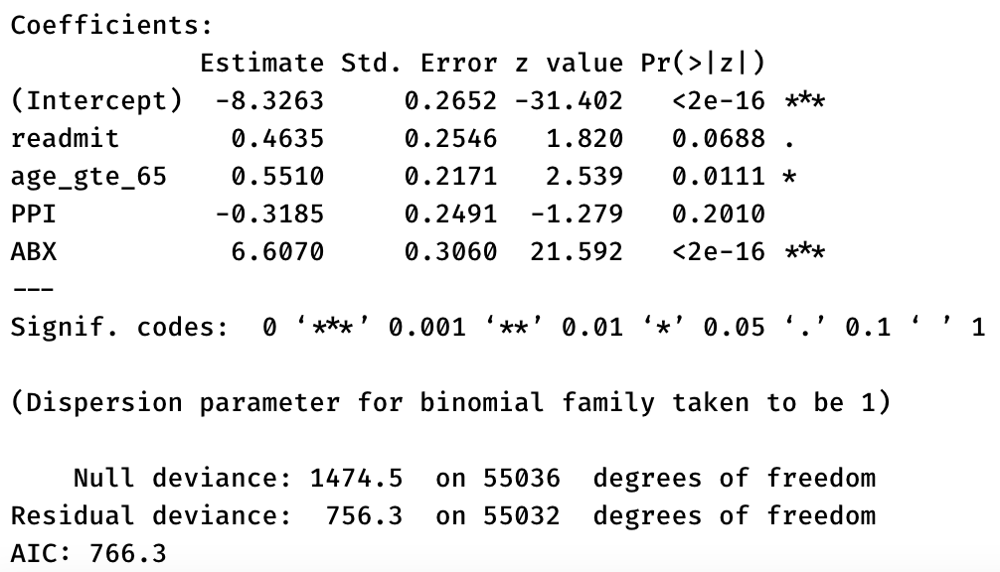 Coefficients:
Estimate Std. Error z value Pr(>|z|)
(Intercept) -8.3263 0.2652 -31.402 <2e-16 ***
readmit 0.4635 0.2546 1.820 0.0688 .
age_gte_65 0.5510 0.2171 2.539 0.0111 *
PPI -0.3185 0.2491 -1.279 0.2010
ABX 6.6070 0.3060 21.592 <2e-16 ***
---
Signif. codes: 0 ‘***’ 0.001 ‘**’ 0.01 ‘*’ 0.05 ‘.’ 0.1 ‘ ’ 1
(Dispersion parameter for binomial family taken to be 1)
Null deviance: 1474.5 on 55036 degrees of freedom
Residual deviance: 756.3 on 55032 degrees of freedom
AIC: 766.3